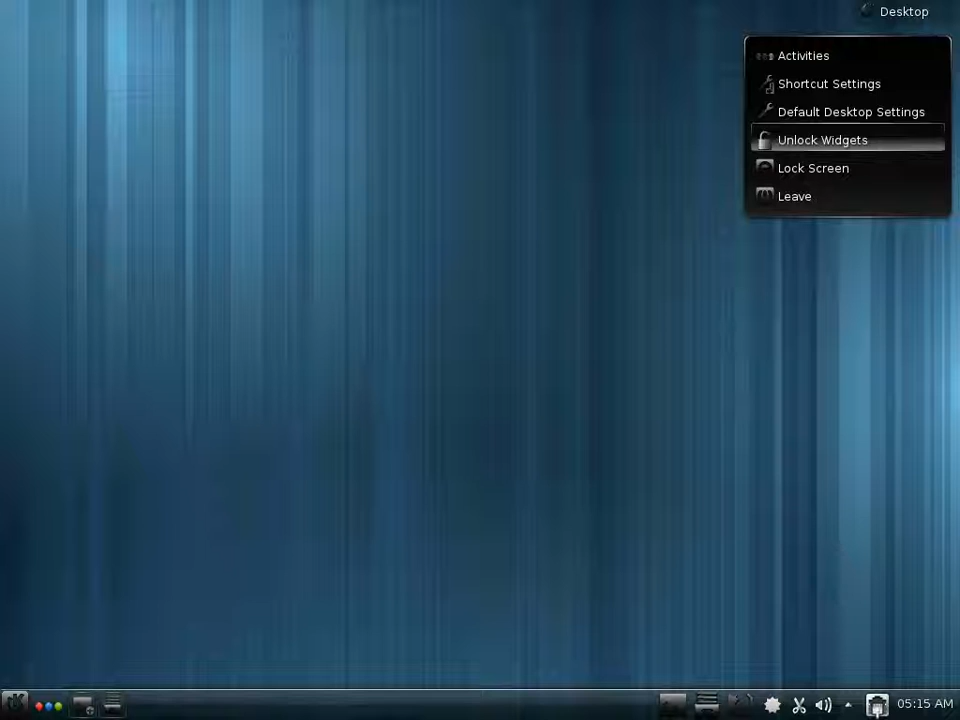 Desktop
Activities
Shortcut Settings
Default Desktop Settings
Unlock Widgets
Lock Screen
Leave
05:15 AM